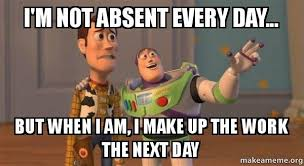 I'M NOT ABSENT EVERY DAY...
BUT WHEN I AM, I MAKE UP THE WORK
THE NEXT DAY
makeameme.org